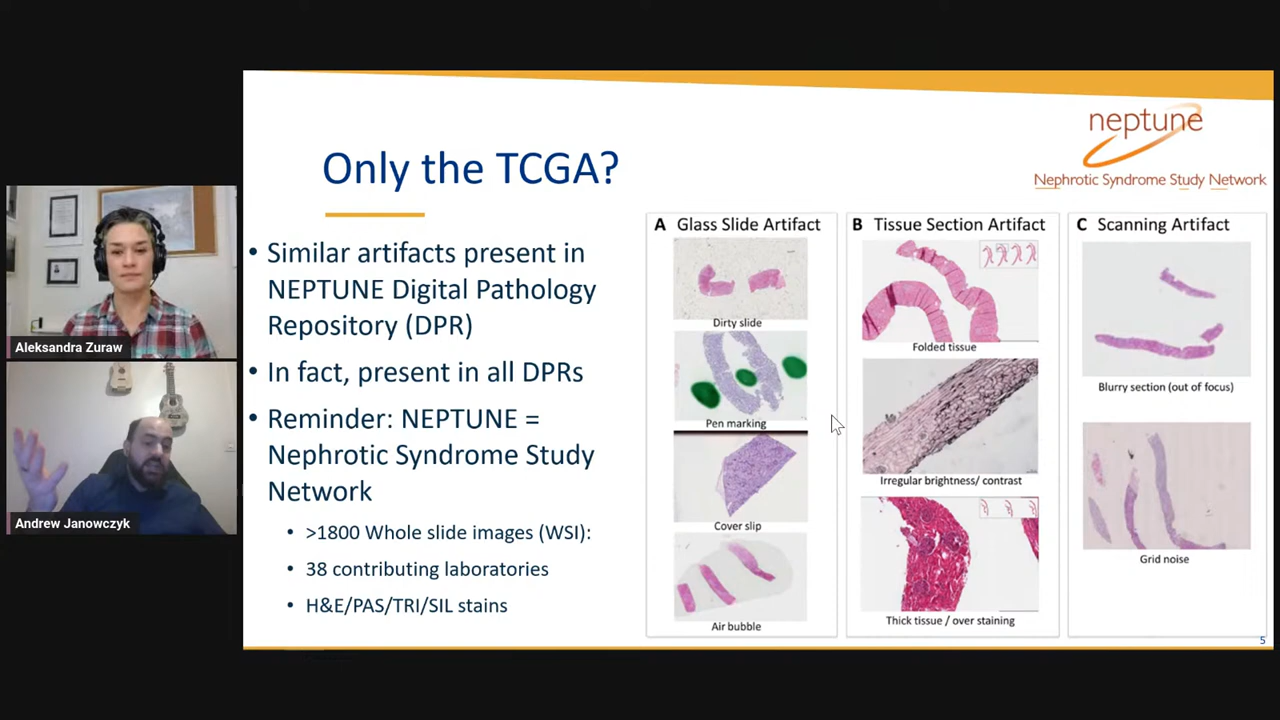 Only the TCGA?
neptune
Nephrotic Syndrome Study Network
• Similar artifacts present in
NEPTUNE Digital Pathology
Repository (DPR)
• In fact, present in all DPRs
• Reminder: NEPTUNE =
Nephrotic Syndrome Study
Network
• >1800 Whole slide images (WSI):
• 38 contributing laboratories
• H&E/PAS/TRI/SIL stains
A Glass Slide Artifact
Dirty slide
Pen marking
Cover slip
Air bubble
B Tissue Section Artifact
Folded tissue
Irregular brightness/ contrast
Thick tissue / over staining
C Scanning Artifact
Blurry section (out of focus)
Grid noise
5
Aleksandra Zuraw
Andrew Janowczyk